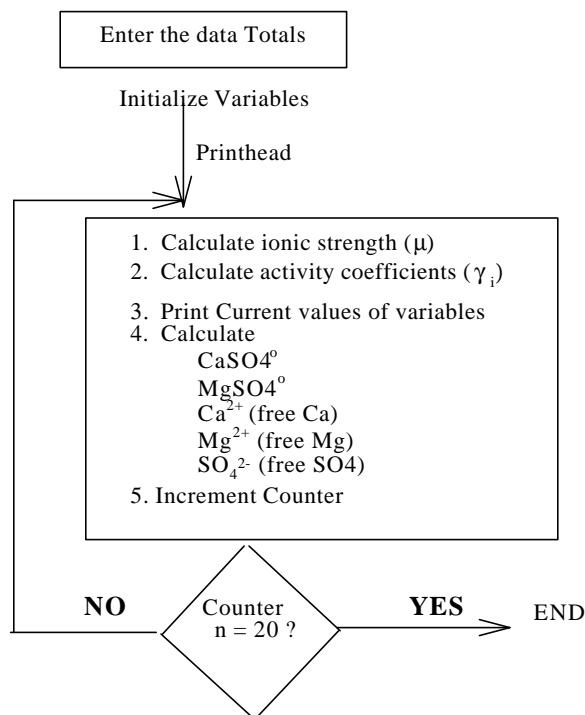 Enter the data Totals
Initialize Variables
Printhead
1. Calculate ionic strength (μ)
2. Calculate activity coefficients (γ i)
3. Print Current values of variables
4. Calculate
CaSO4o
MgSO4o
Ca2+ (free Ca)
Mg2+ (free Mg)
SO42- (free SO4)
5. Increment Counter
NO
Counter
n = 20 ?
YES
END